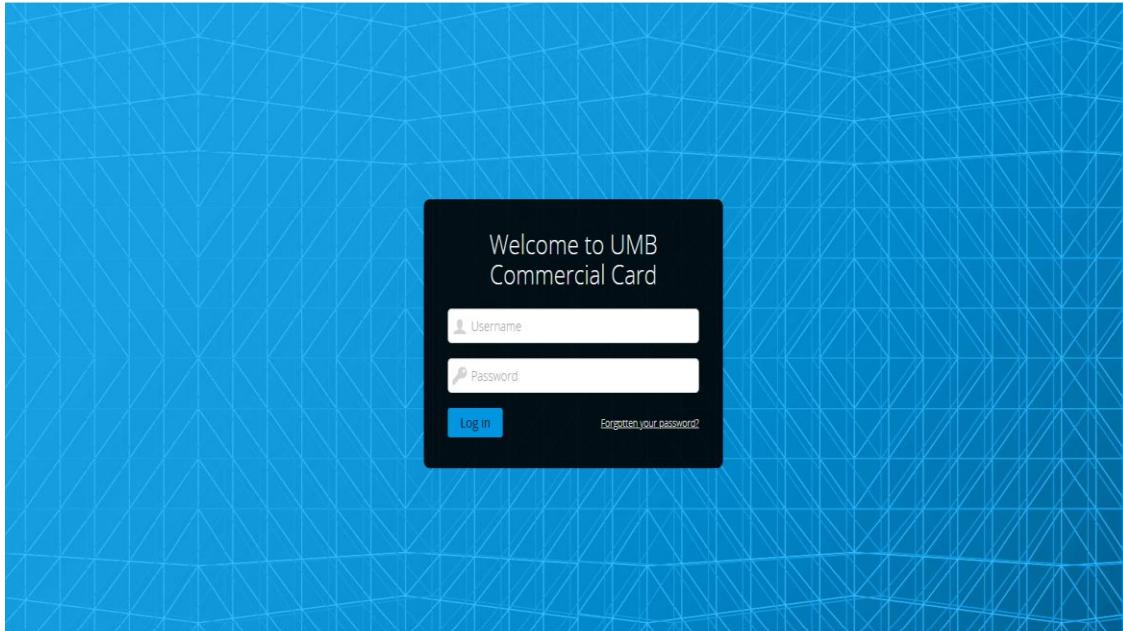 Welcome to UMB
Commercial Card
Username
Password
Log in
Forgotten your password?